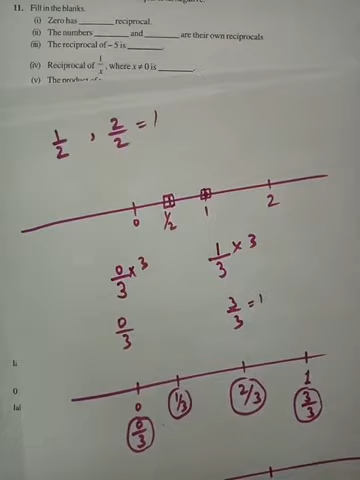 11. Fill in the blanks.
(i) Zero has ________ reciprocal.
(ii) The numbers ________ and ________ are their own reciprocals
(iii) The reciprocal of – 5 is ________.
(iv) Reciprocal of 1/x, where x ≠ 0 is ________.
(v) The product of
1/2 , 2/2 = 1
0 1/2 1 2
0/3 × 3 1/3 × 3
0/3 3/3 = 1
0 1/3 2/3 1
0/3 3/3